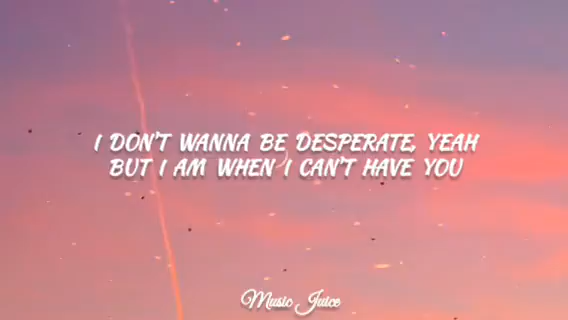 I DON'T WANNA BE DESPERATE, YEAH
BUT I AM WHEN I CAN'T HAVE YOU
Music Juice